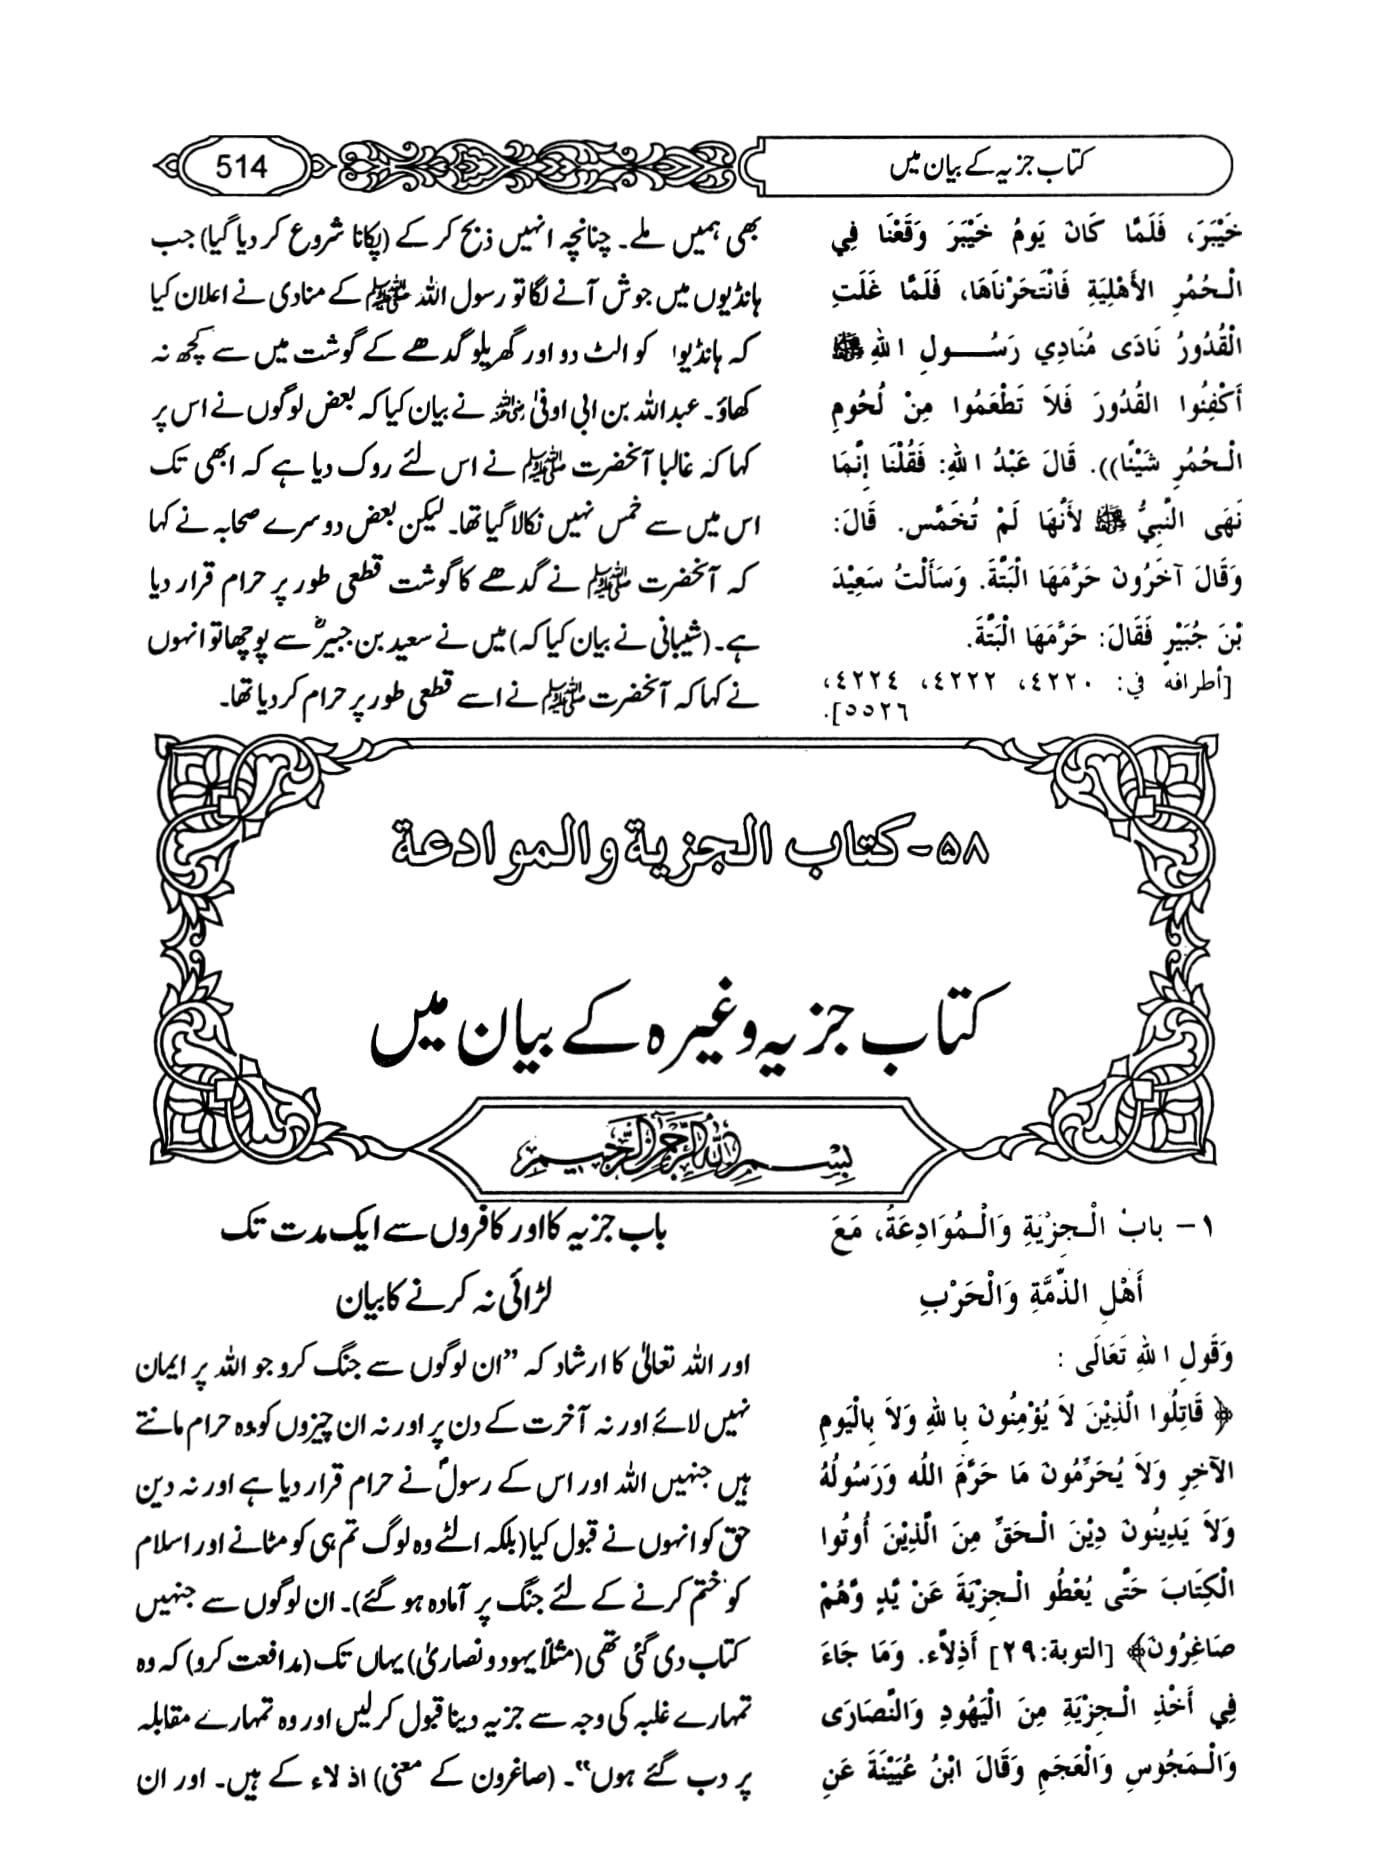 كتاب جزیہ کے بیان میں
514
خَيْبَرَ، فَلَمَّا كَانَ يَومُ خَيْبَرَ وَقَعْنَا فِي
الْحُمُرِ الأَهْلِيَةِ فَانْتَحَرْنَاهَا، فَلَمَّا غَلَتِ
الْقُدُورُ نَادَى مُنَادِي رَسُولِ اللهِ ﷺ
أَكْفِئُوا القُدُورَ فَلاَ تَطْعَمُوا مِنْ لُحُومِ
الْحُمُرِ شَيْئًا)). قَالَ عَبْدُ اللهِ: فَقُلْنَا إِنَّمَا
نَهَى النَّبِيُّ ﷺ لأَنَّهَا لَمْ تُخَمَّس. قَالَ:
وَقَالَ آخَرُونَ حَرَّمَهَا الْبَتَّةَ. وَسَأَلْتُ سَعِيْدَ
بْنَ جُبَيْرٍ فَقَالَ: حَرَّمَهَا الْبَتَّةَ.
[أطرافه في: ٤٢٢٠، ٤٢٢٢، ٤٢٢٤،
٥٥٢٦].
بھی ہمیں ملے۔ چنانچہ انہیں ذبح کر کے (پکانا شروع کر دیا گیا) جب
ہانڈیوں میں جوش آنے لگا تو رسول اللہ ﷺ کے منادی نے اعلان کیا
کہ ہانڈیوں کو الٹ دو اور گھریلو گدھے کے گوشت میں سے کچھ نہ
کھاؤ۔ عبداللہ بن ابی اوفیٰ رضی اللہ عنہ نے بیان کیا کہ بعض لوگوں نے اس پر
کہا کہ غالبا آنحضرت ﷺ نے اس لئے روک دیا ہے کہ ابھی تک
اس میں سے خمس نہیں نکالا گیا تھا۔ لیکن بعض دوسرے صحابہ نے کہا
کہ آنحضرت ﷺ نے گدھے کا گوشت قطعی طور پر حرام قرار دیا
ہے۔ (شیبانی نے بیان کیا کہ) میں نے سعید بن جبیرؓ سے پوچھا تو انہوں
نے کہا کہ آنحضرت ﷺ نے اسے قطعی طور پر حرام کر دیا تھا۔
۵۸- كتاب الجزية والموادعة
کتاب جزیہ وغیرہ کے بیان میں
بِسْمِ اللهِ الرَّحْمٰنِ الرَّحِيمِ
١- بابُ الْجِزْيَةِ وَالْمُوَادِعَةُ، مَعَ
أَهْلِ الذِّمَّةِ وَالْحَرْبِ
وَقَولِ اللهِ تَعَالَى :
﴿ قَاتِلُوا الَّذِيْنَ لاَ يُؤْمِنُونَ بِاللهِ وَلاَ بِالْيَومِ
الآخِرِ وَلاَ يُحَرِّمُونَ مَا حَرَّمَ اللهُ وَرَسُولُهُ
وَلاَ يَدِينُونَ دِيْنَ الْحَقِّ مِنَ الَّذِيْنَ أُوتُوا
الْكِتَابَ حَتَّى يُعْطُو الْجِزْيَةَ عَنْ يَّدٍ وَّهُمْ
صَاغِرُونَ﴾ [التوبة:٢٩] أَذِلاَّء. وَمَا جَاءَ
فِي أَخْذِ الْجِزْيَةِ مِنَ الْيَهُودِ وَالنَّصَارَى
وَالْمَجُوسِ وَالْعَجَمِ وَقَالَ ابْنُ عُيَيْنَةَ عَنِ
باب جزیہ کا اور کافروں سے ایک مدت تک
لڑائی نہ کرنے کا بیان
اور اللہ تعالیٰ کا ارشاد کہ ”ان لوگوں سے جنگ کرو جو اللہ پر ایمان
نہیں لائے اور نہ آخرت کے دن پر اور نہ ان چیزوں کو وہ حرام مانتے
ہیں جنہیں اللہ اور اس کے رسولؐ نے حرام قرار دیا ہے اور نہ دین
حق کو انہوں نے قبول کیا (بلکہ الٹے وہ لوگ تم ہی کو مٹانے اور اسلام
کو ختم کرنے کے لئے جنگ پر آمادہ ہو گئے)۔ ان لوگوں سے جنہیں
کتاب دی گئی تھی (مثلاً یہود و نصاریٰ) یہاں تک (مدافعت کرو) کہ وہ
تمہارے غلبہ کی وجہ سے جزیہ دینا قبول کر لیں اور وہ تمہارے مقابلہ
پر دب گئے ہوں“۔ (صاغرون کے معنی) اذلاء کے ہیں۔ اور ان